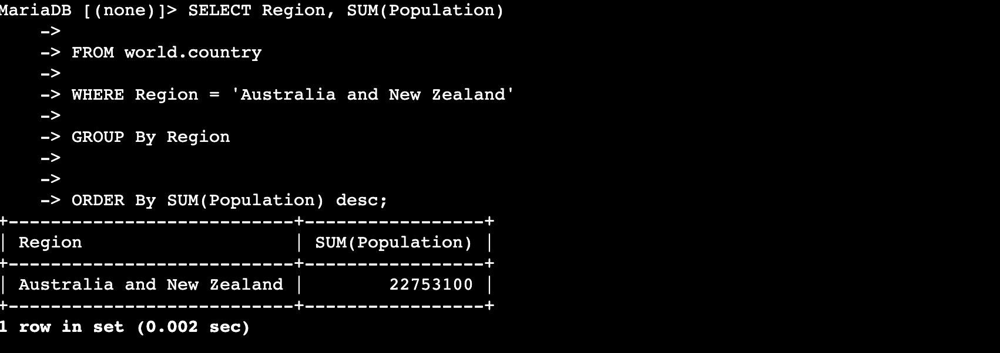 MariaDB [(none)]> SELECT Region, SUM(Population)
    ->
    -> FROM world.country
    ->
    -> WHERE Region = 'Australia and New Zealand'
    ->
    -> GROUP By Region
    ->
    ->
    -> ORDER By SUM(Population) desc;
+---------------------------+-----------------+
| Region                    | SUM(Population) |
+---------------------------+-----------------+
| Australia and New Zealand |        22753100 |
+---------------------------+-----------------+
1 row in set (0.002 sec)